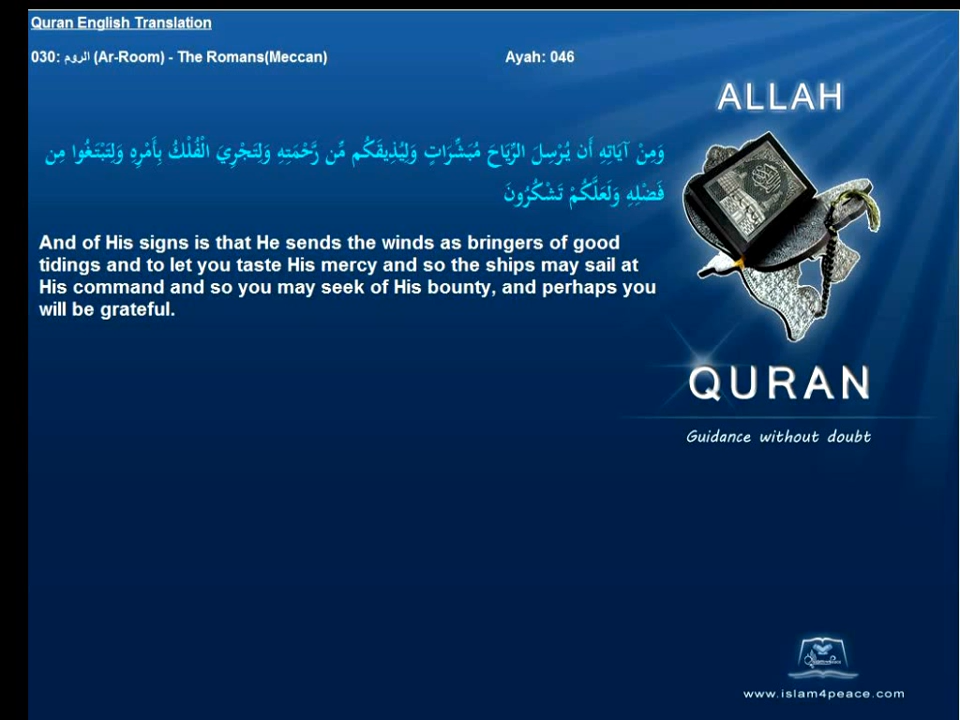 Quran English Translation
030: الروم (Ar-Room) - The Romans(Meccan) Ayah: 046
ALLAH
وَمِنْ آيَاتِهِ أَن يُرْسِلَ الرِّيَاحَ مُبَشِّرَاتٍ وَلِيُذِيقَكُم مِّن رَّحْمَتِهِ وَلِتَجْرِيَ الْفُلْكُ بِأَمْرِهِ وَلِتَبْتَغُوا مِن
فَضْلِهِ وَلَعَلَّكُمْ تَشْكُرُونَ
And of His signs is that He sends the winds as bringers of good
tidings and to let you taste His mercy and so the ships may sail at
His command and so you may seek of His bounty, and perhaps you
will be grateful.
QURAN
Guidance without doubt
www.islam4peace.com